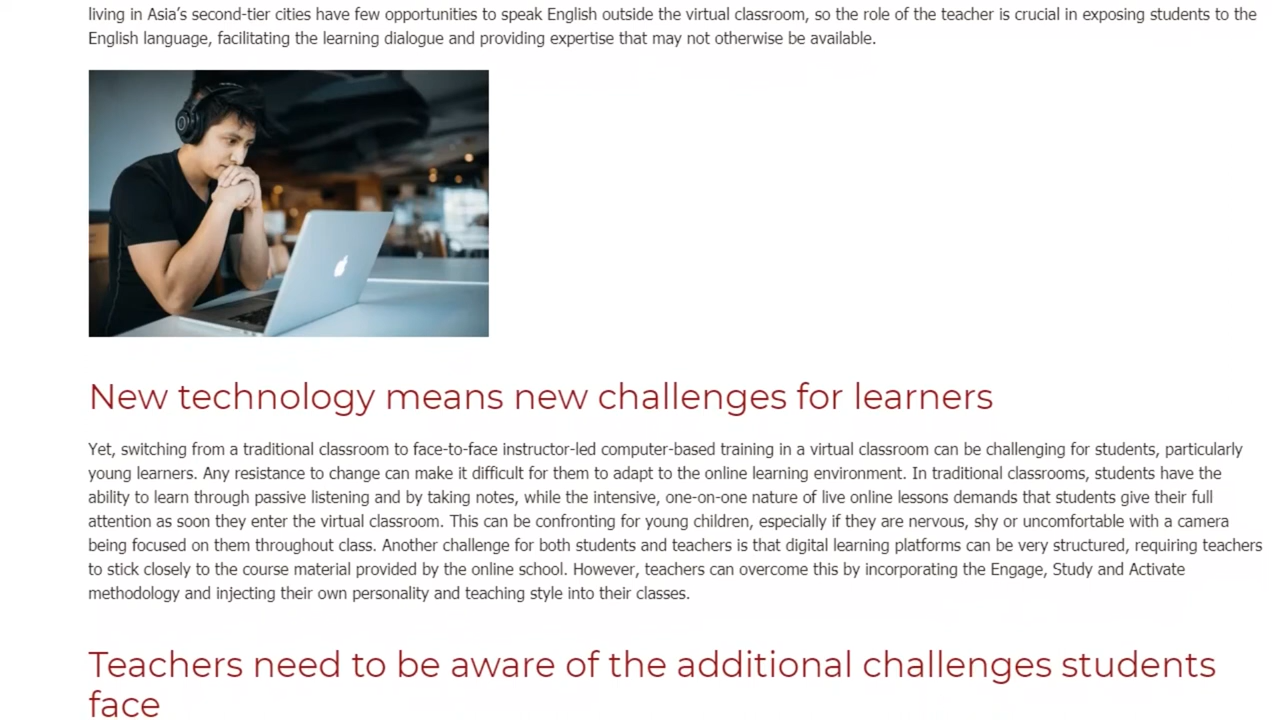 living in Asia’s second-tier cities have few opportunities to speak English outside the virtual classroom, so the role of the teacher is crucial in exposing students to the
English language, facilitating the learning dialogue and providing expertise that may not otherwise be available.
New technology means new challenges for learners
Yet, switching from a traditional classroom to face-to-face instructor-led computer-based training in a virtual classroom can be challenging for students, particularly
young learners. Any resistance to change can make it difficult for them to adapt to the online learning environment. In traditional classrooms, students have the
ability to learn through passive listening and by taking notes, while the intensive, one-on-one nature of live online lessons demands that students give their full
attention as soon they enter the virtual classroom. This can be confronting for young children, especially if they are nervous, shy or uncomfortable with a camera
being focused on them throughout class. Another challenge for both students and teachers is that digital learning platforms can be very structured, requiring teachers
to stick closely to the course material provided by the online school. However, teachers can overcome this by incorporating the Engage, Study and Activate
methodology and injecting their own personality and teaching style into their classes.
Teachers need to be aware of the additional challenges students
face